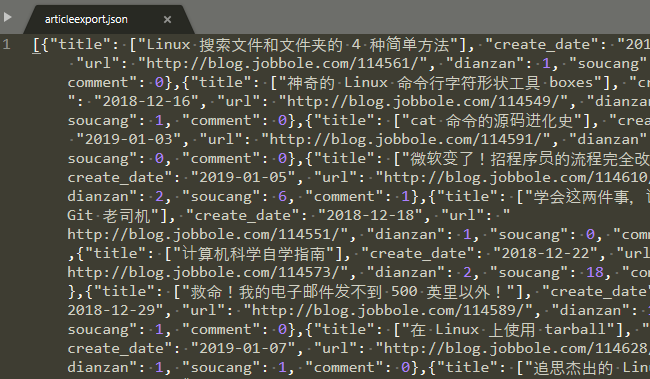 articleexport.json
1 [{"title": ["Linux 搜索文件和文件夹的 4 种简单方法"], "create_date": "201
"url": "http://blog.jobbole.com/114561/", "dianzan": 1, "soucang"
comment": 0},{"title": ["神奇的 Linux 命令行字符形状工具 boxes"], "
": "2018-12-16", "url": "http://blog.jobbole.com/114549/", "dianzan
soucang": 1, "comment": 0},{"title": ["cat 命令的源码进化史"], "crea
"2019-01-03", "url": "http://blog.jobbole.com/114591/", "dianzan":
soucang": 0, "comment": 0},{"title": ["微软变了！招程序员的流程完全改
create_date": "2019-01-05", "url": "http://blog.jobbole.com/114610/
dianzan": 2, "soucang": 6, "comment": 1},{"title": ["学会这两件事，
Git 老司机"], "create_date": "2018-12-18", "url": "
http://blog.jobbole.com/114551/", "dianzan": 1, "soucang": 0, "comm
,{"title": ["计算机科学自学指南"], "create_date": "2018-12-22", "url
http://blog.jobbole.com/114573/", "dianzan": 2, "soucang": 18, "com
},{"title": ["救命！我的电子邮件发不到 500 英里以外！"], "create_date"
2018-12-29", "url": "http://blog.jobbole.com/114589/", "dianzan":
soucang": 1, "comment": 0},{"title": ["在 Linux 上使用 tarball"], "
create_date": "2019-01-07", "url": "http://blog.jobbole.com/114628/
dianzan": 1, "soucang": 1, "comment": 0},{"title": ["追思杰出的 Linu